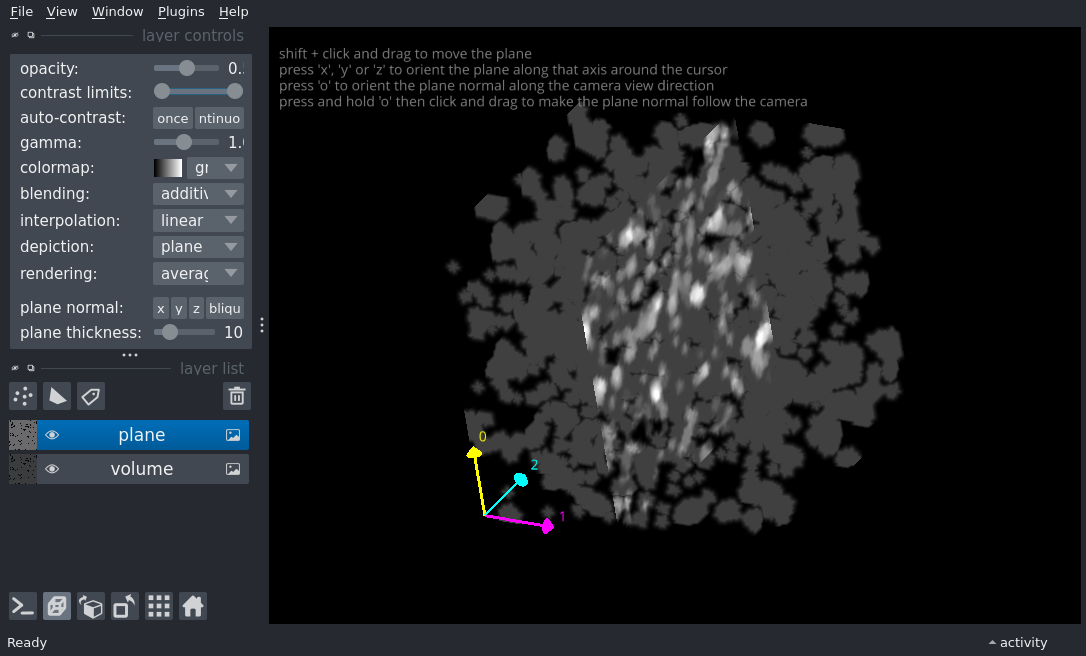 File View Window Plugins Help
layer controls
opacity: 0.
contrast limits:
auto-contrast: once ntinuo
gamma: 1.
colormap: gr
blending: additiv
interpolation: linear
depiction: plane
rendering: averag
plane normal: x y z bliqu
plane thickness: 10
layer list
plane
volume
shift + click and drag to move the plane
press 'x', 'y' or 'z' to orient the plane along that axis around the cursor
press 'o' to orient the plane normal along the camera view direction
press and hold 'o' then click and drag to make the plane normal follow the camera
0
2
1
Ready
activity